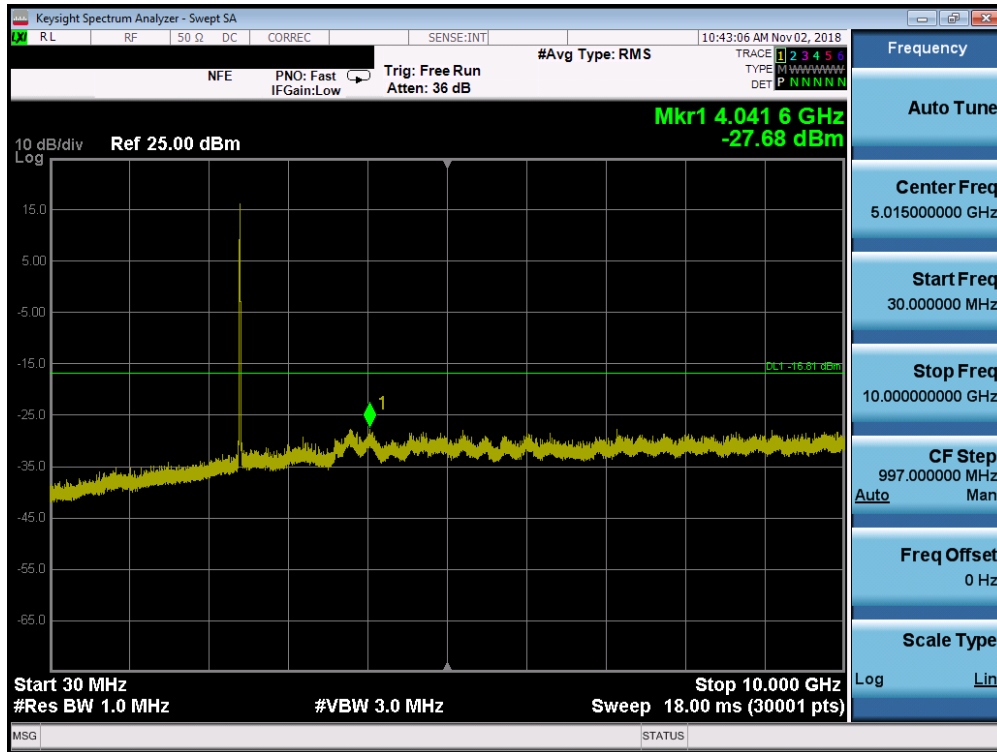 Keysight Spectrum Analyzer - Swept SA
LXI RL RF 50 Ω DC CORREC SENSE:INT 10:43:06 AM Nov 02, 2018
NFE PNO: Fast Trig: Free Run #Avg Type: RMS TRACE 1 2 3 4 5 6
IFGain:Low Atten: 36 dB TYPE M WWWWW
DET P N N N N N
Mkr1 4.041 6 GHz
-27.68 dBm
10 dB/div Ref 25.00 dBm
Log
15.0
5.00
-5.00
-15.0
DL1 -16.81 dBm
-25.0
1
-35.0
-45.0
-55.0
-65.0
Start 30 MHz Stop 10.000 GHz
#Res BW 1.0 MHz #VBW 3.0 MHz Sweep 18.00 ms (30001 pts)
MSG STATUS
Frequency
Auto Tune
Center Freq
5.015000000 GHz
Start Freq
30.000000 MHz
Stop Freq
10.000000000 GHz
CF Step
997.000000 MHz
Auto Man
Freq Offset
0 Hz
Scale Type
Log Lin